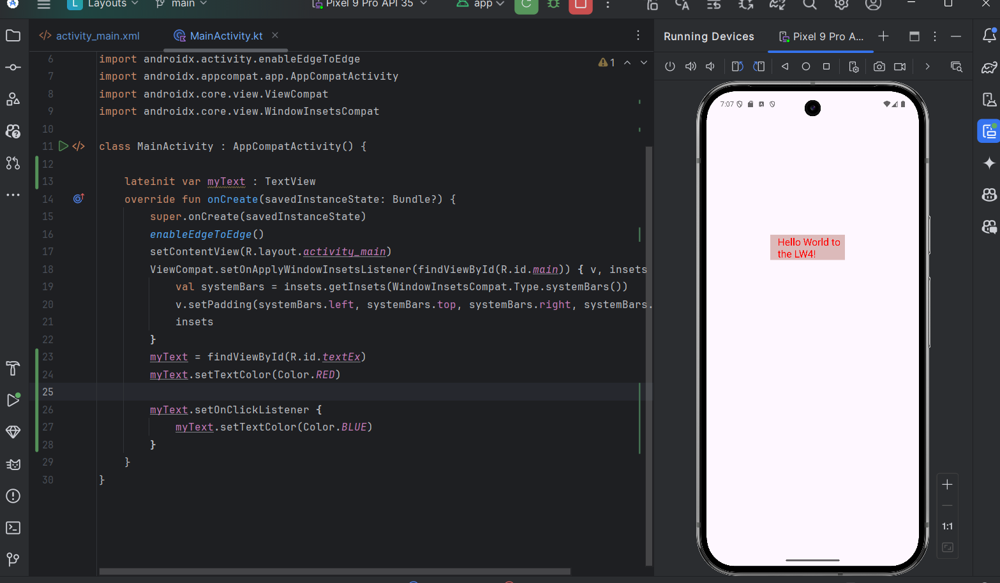 L Layouts main Pixel 9 Pro API 35 app
activity_main.xml MainActivity.kt
Running Devices Pixel 9 Pro A...
1
6 import androidx.activity.enableEdgeToEdge
7 import androidx.appcompat.app.AppCompatActivity
8 import androidx.core.view.ViewCompat
9 import androidx.core.view.WindowInsetsCompat
10
11 class MainActivity : AppCompatActivity() {
12
13 lateinit var myText : TextView
14 override fun onCreate(savedInstanceState: Bundle?) {
15 super.onCreate(savedInstanceState)
16 enableEdgeToEdge()
17 setContentView(R.layout.activity_main)
18 ViewCompat.setOnApplyWindowInsetsListener(findViewById(R.id.main)) { v, insets
19 val systemBars = insets.getInsets(WindowInsetsCompat.Type.systemBars())
20 v.setPadding(systemBars.left, systemBars.top, systemBars.right, systemBars.
21 insets
22 }
23 myText = findViewById(R.id.textEx)
24 myText.setTextColor(Color.RED)
25
26 myText.setOnClickListener {
27 myText.setTextColor(Color.BLUE)
28 }
29 }
30 }
7:07
Hello World to
the LW4!
1:1